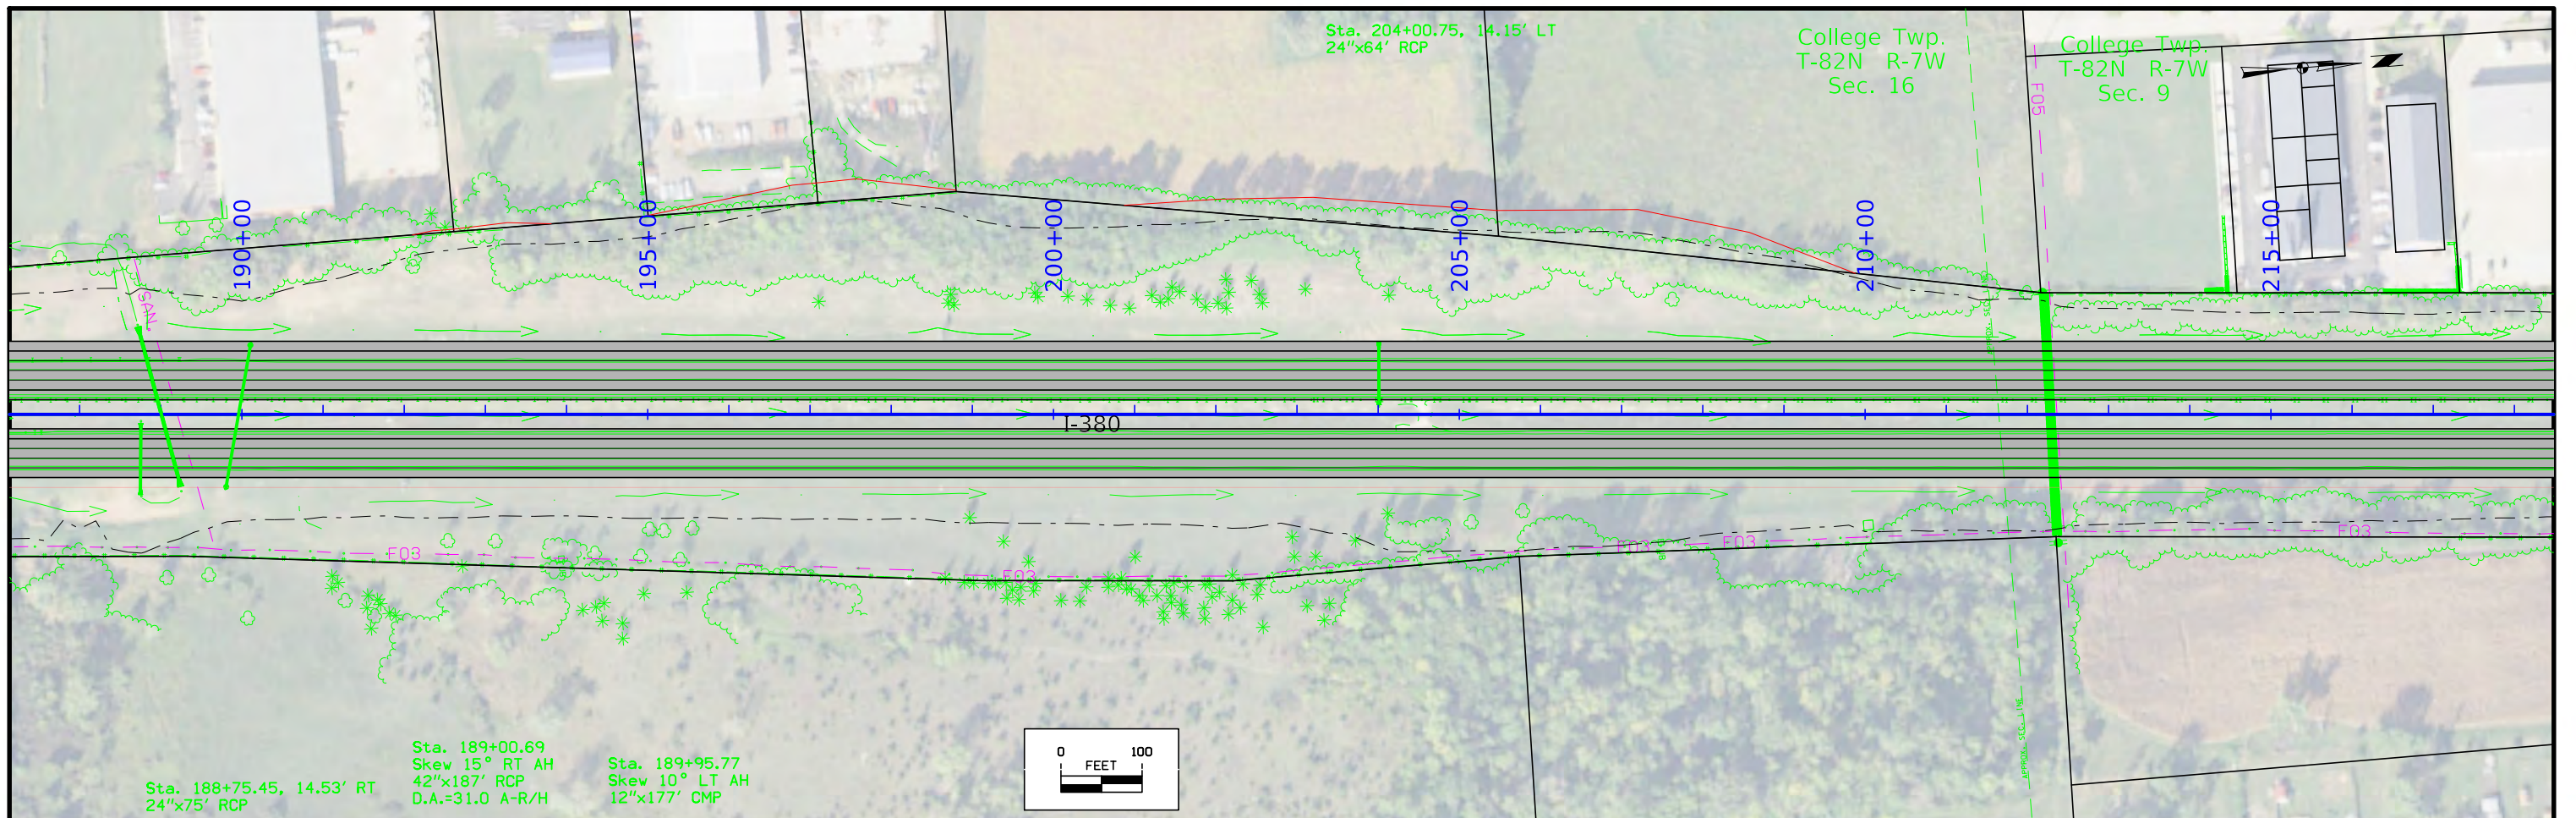 Sta. 204+00.75, 14.15' LT
24"x64' RCP
College Twp.
T-82N R-7W
Sec. 16
College Twp.
T-82N R-7W
Sec. 9
F05
190+00
195+00
200+00
205+00
210+00
215+00
SAN
I-380
F03
F03
F03
F03
F03
Sta. 188+75.45, 14.53' RT
24"x75' RCP
Sta. 189+00.69
Skew 15° RT AH
42"x187' RCP
D.A.=31.0 A-R/H
Sta. 189+95.77
Skew 10° LT AH
12"x177' CMP
0 100
FEET